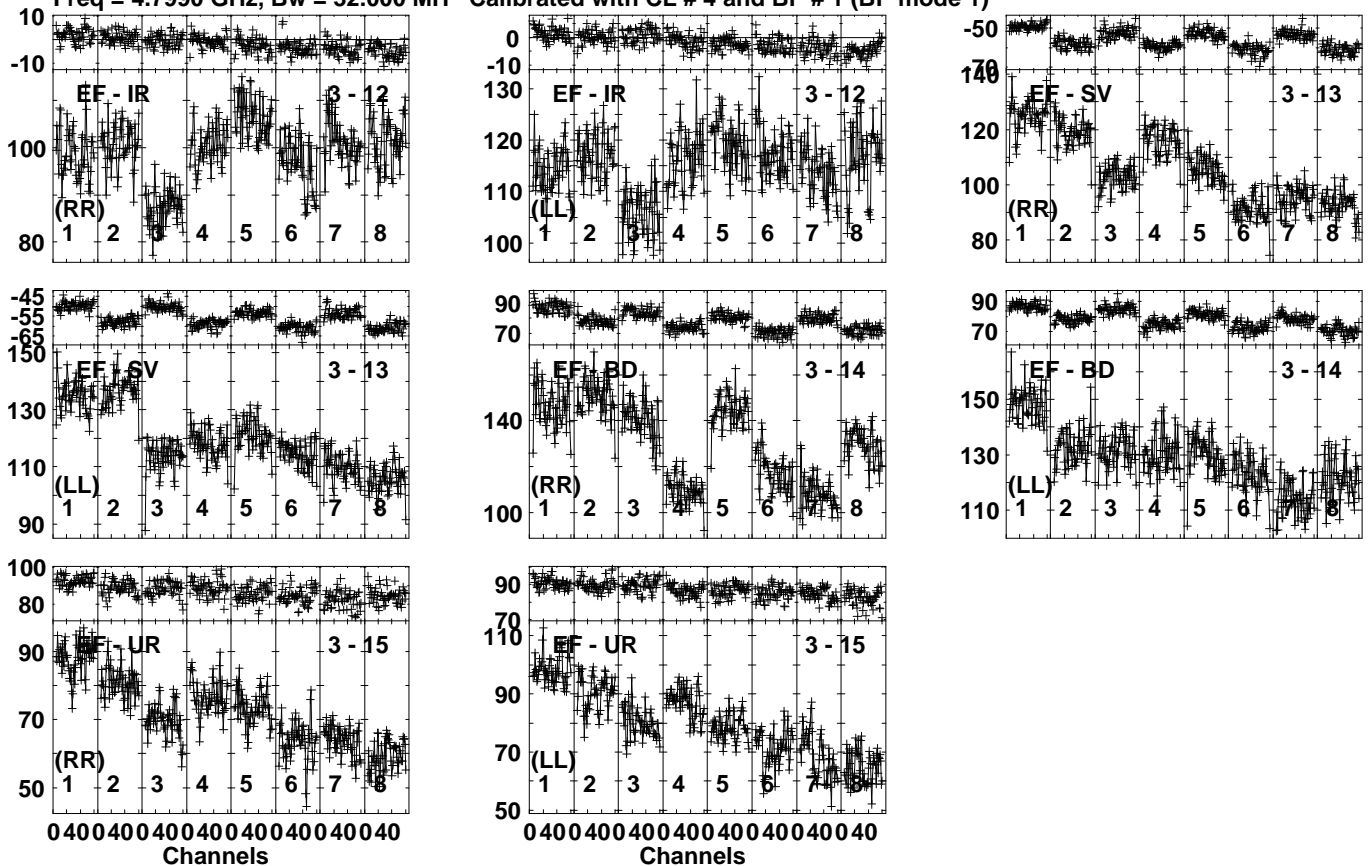 Freq = 4.7990 GHz, Bw = 32.000 MH Calibrated with CL # 4 and BP # 1 (BP mode 1)
10
0
-10
EF - IR 3 - 12
100
80
(RR)
1 2 3 4 5 6 7 8
0
-10
130
EF - IR 3 - 12
120
110
100
(LL)
1 2 3 4 5 6 7 8
-50
-70
140
EF - SV 3 - 13
120
100
80
(RR)
1 2 3 4 5 6 7 8
-45
-55
-65
150
EF - SV 3 - 13
130
110
90
(LL)
1 2 3 4 5 6 7 8
90
70
EF - BD 3 - 14
140
100
(RR)
1 2 3 4 5 6 7 8
90
70
EF - BD 3 - 14
150
130
110
(LL)
1 2 3 4 5 6 7 8
100
80
EF - UR 3 - 15
90
70
50
(RR)
1 2 3 4 5 6 7 8
0 40 0 40 0 40 0 40 0 40 0 40 0 40 0 40
Channels
90
70
110
EF - UR 3 - 15
90
70
50
(LL)
1 2 3 4 5 6 7 8
0 40 0 40 0 40 0 40 0 40 0 40 0 40 0 40
Channels